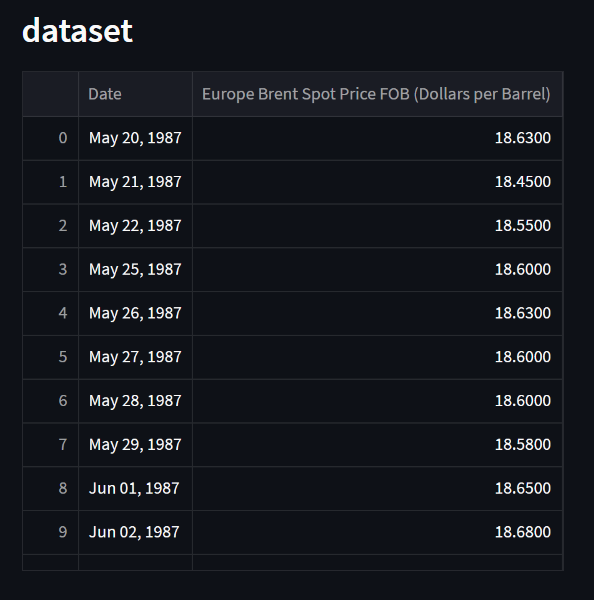 dataset
Date Europe Brent Spot Price FOB (Dollars per Barrel)
0 May 20, 1987 18.6300
1 May 21, 1987 18.4500
2 May 22, 1987 18.5500
3 May 25, 1987 18.6000
4 May 26, 1987 18.6300
5 May 27, 1987 18.6000
6 May 28, 1987 18.6000
7 May 29, 1987 18.5800
8 Jun 01, 1987 18.6500
9 Jun 02, 1987 18.6800